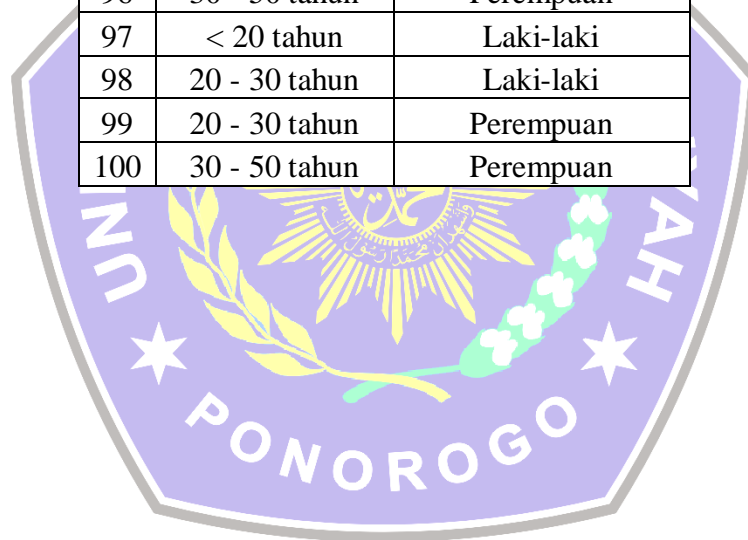 97 < 20 tahun Laki-laki
98 20 - 30 tahun Laki-laki
99 20 - 30 tahun Perempuan
100 30 - 50 tahun Perempuan
PONOROGO